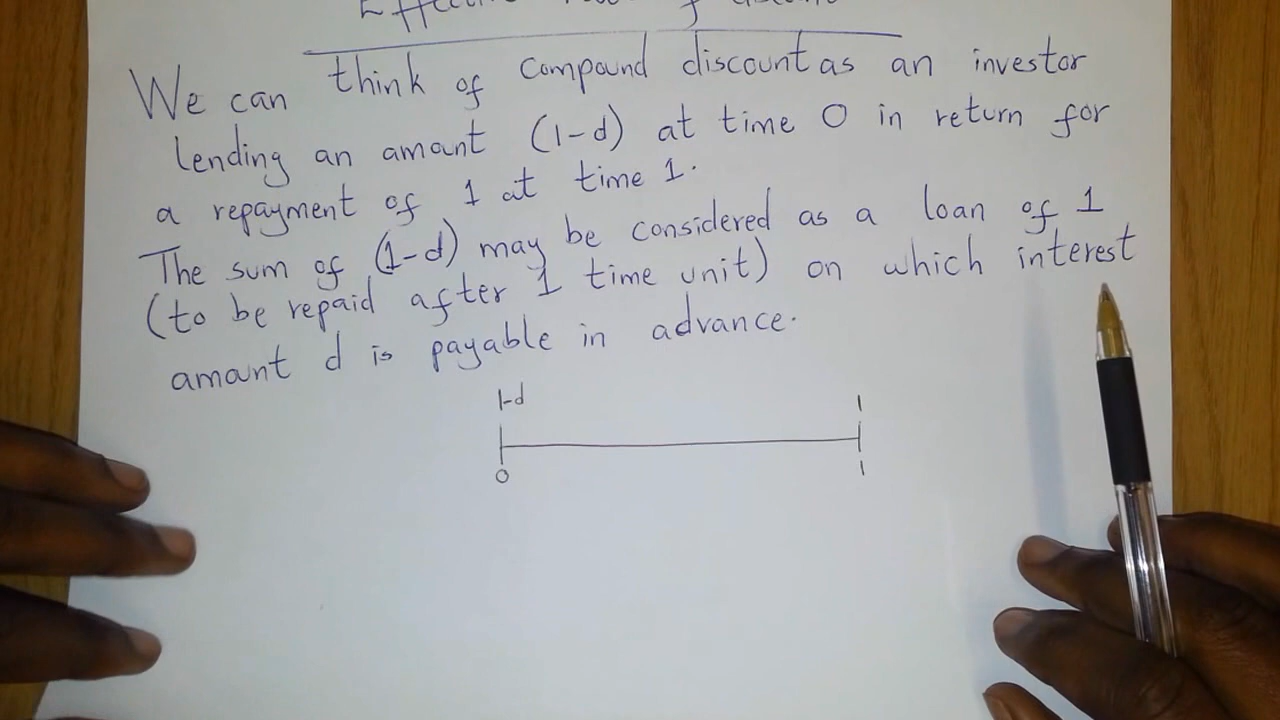 We can think of compound discount as an investor
lending an amant (1-d) at time 0 in return for
a repayment of 1 at time 1.
The sum of (1-d) may be considered as a loan of 1
(to be repaid after 1 time unit) on which interest
amant d is payable in advance.
1-d 1
0 1